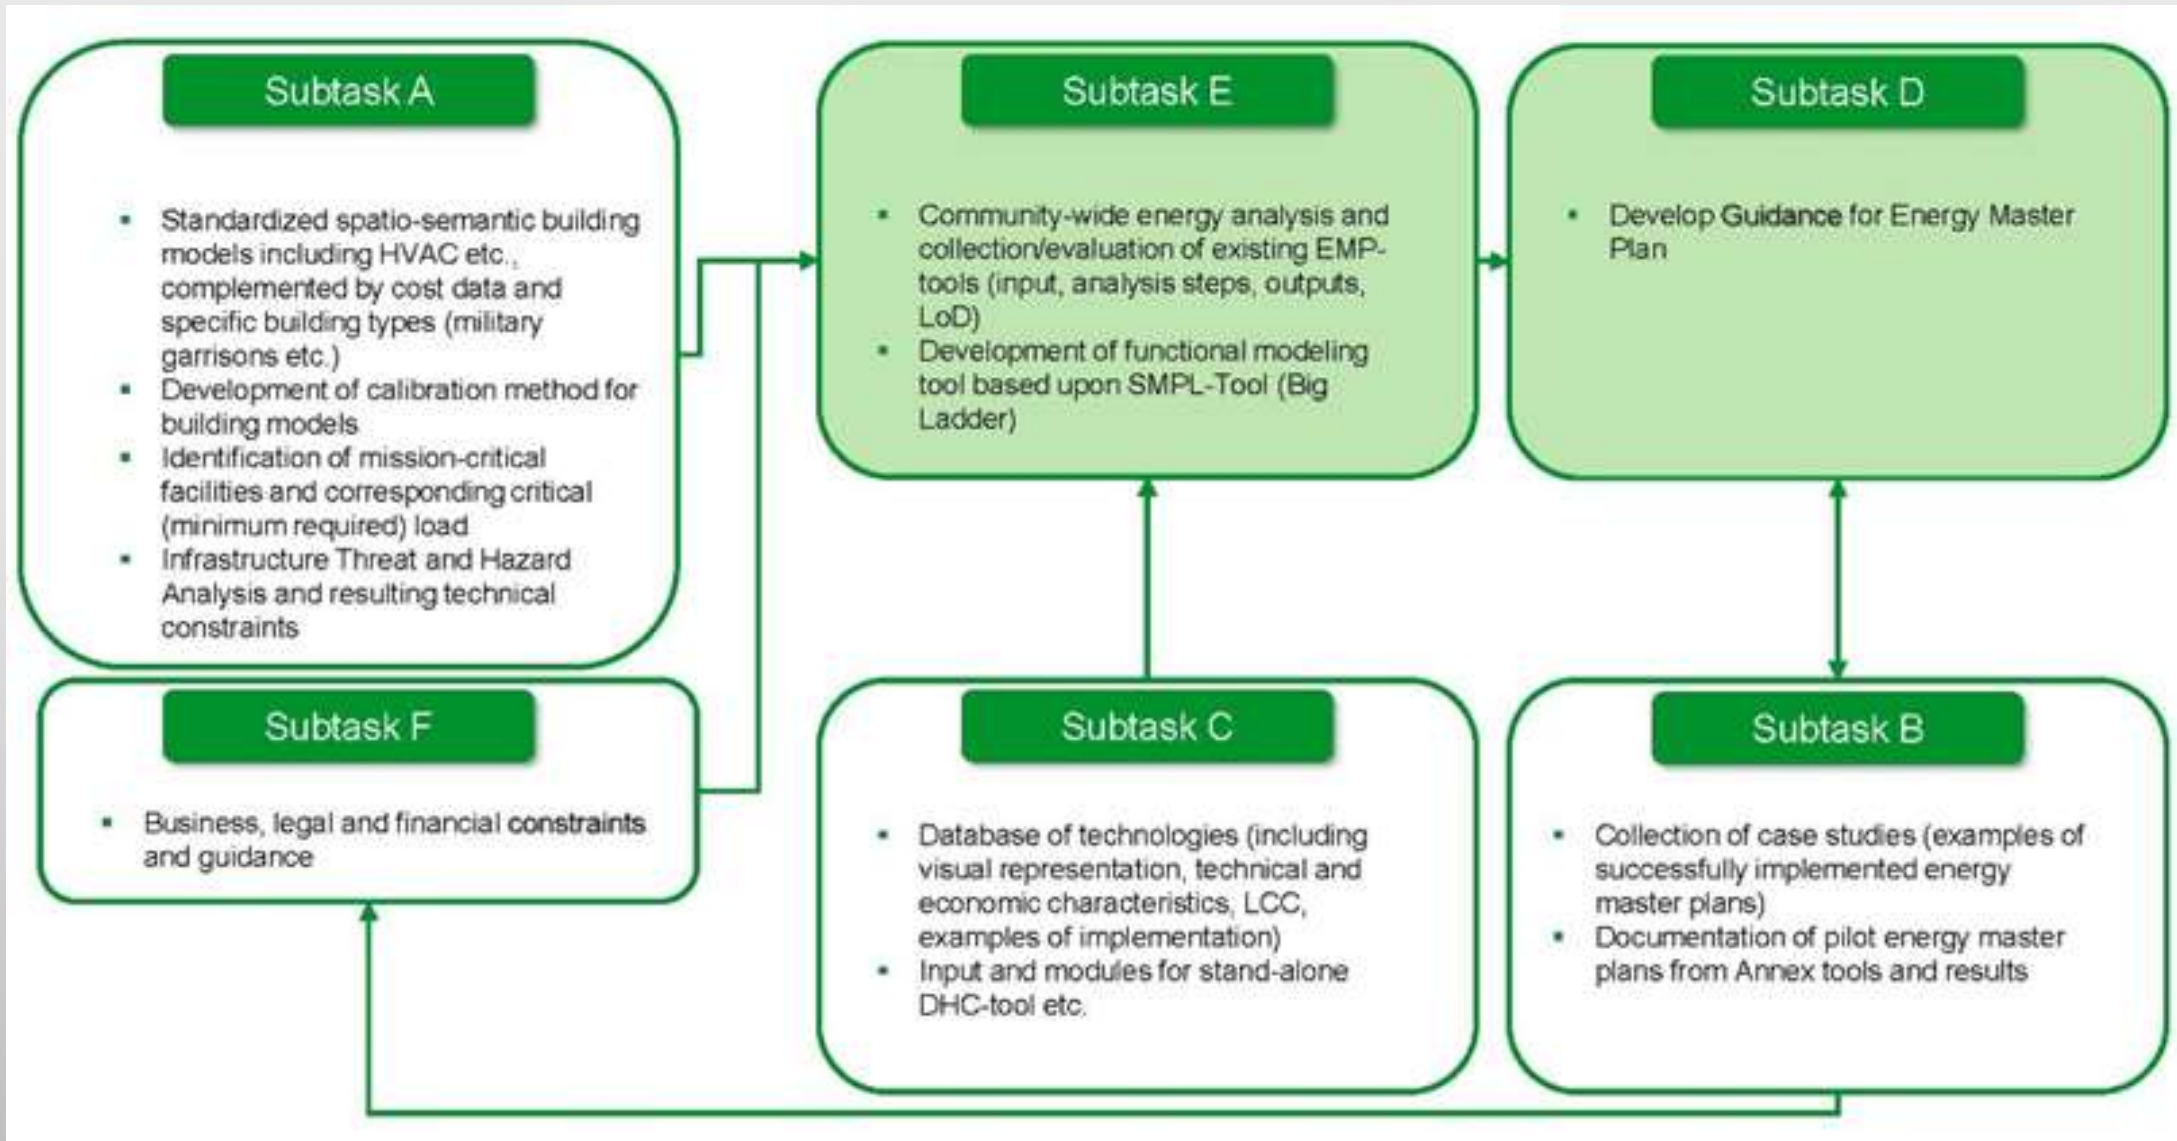 Subtask A
Standardized spatio-semantic building
models including HVAC etc.,
complemented by cost data and
specific building types (military
garrisons etc.)
Development of calibration method for
building models
Identification of mission-critical
facilities and corresponding critical
(minimum required) load
Infrastructure Threat and Hazard
Analysis and resulting technical
constraints
Subtask E
Community-wide energy analysis and
collection/evaluation of existing EMP-
tools (input, analysis steps, outputs,
LoD)
Development of functional modeling
tool based upon SMPL-Tool (Big
Ladder)
Subtask D
Develop Guidance for Energy Master
Plan
Subtask F
Business, legal and financial constraints
and guidance
Subtask C
Database of technologies (including
visual representation, technical and
economic characteristics, LCC,
examples of implementation)
Input and modules for stand-alone
DHC-tool etc.
Subtask B
Collection of case studies (examples of
successfully implemented energy
master plans)
Documentation of pilot energy master
plans from Annex tools and results